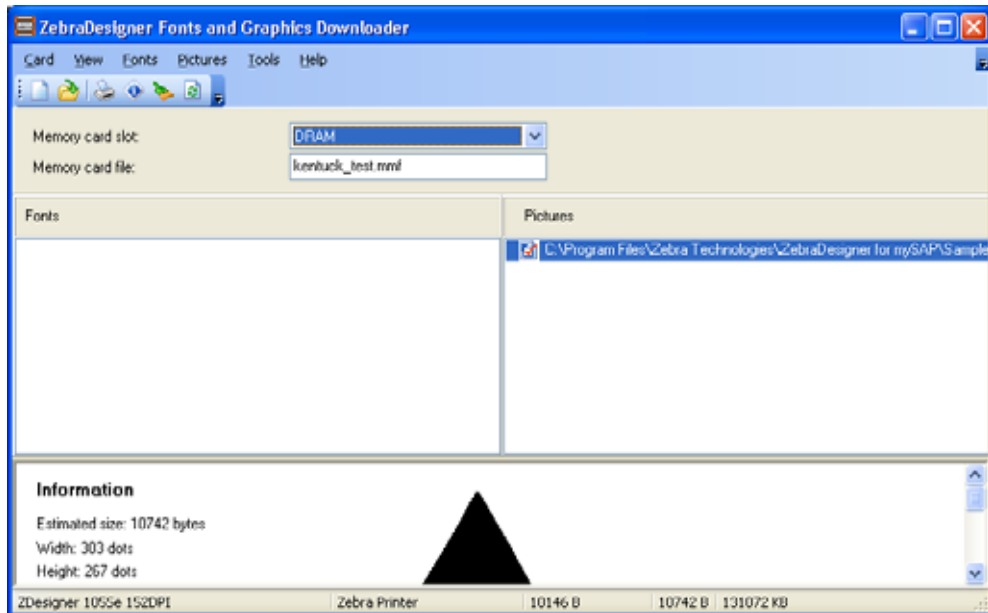 ZebraDesigner Fonts and Graphics Downloader
Card View Fonts Pictures Tools Help
Memory card slot: DRAM
Memory card file: kentuck_test.mmf
Fonts Pictures
C:\Program Files\Zebra Technologies\ZebraDesigner for mySAP\Sample
Information
Estimated size: 10742 bytes
Width: 303 dots
Height: 267 dots
ZDesigner 105Se 152DPI Zebra Printer 10146 B 10742 B 131072 KB